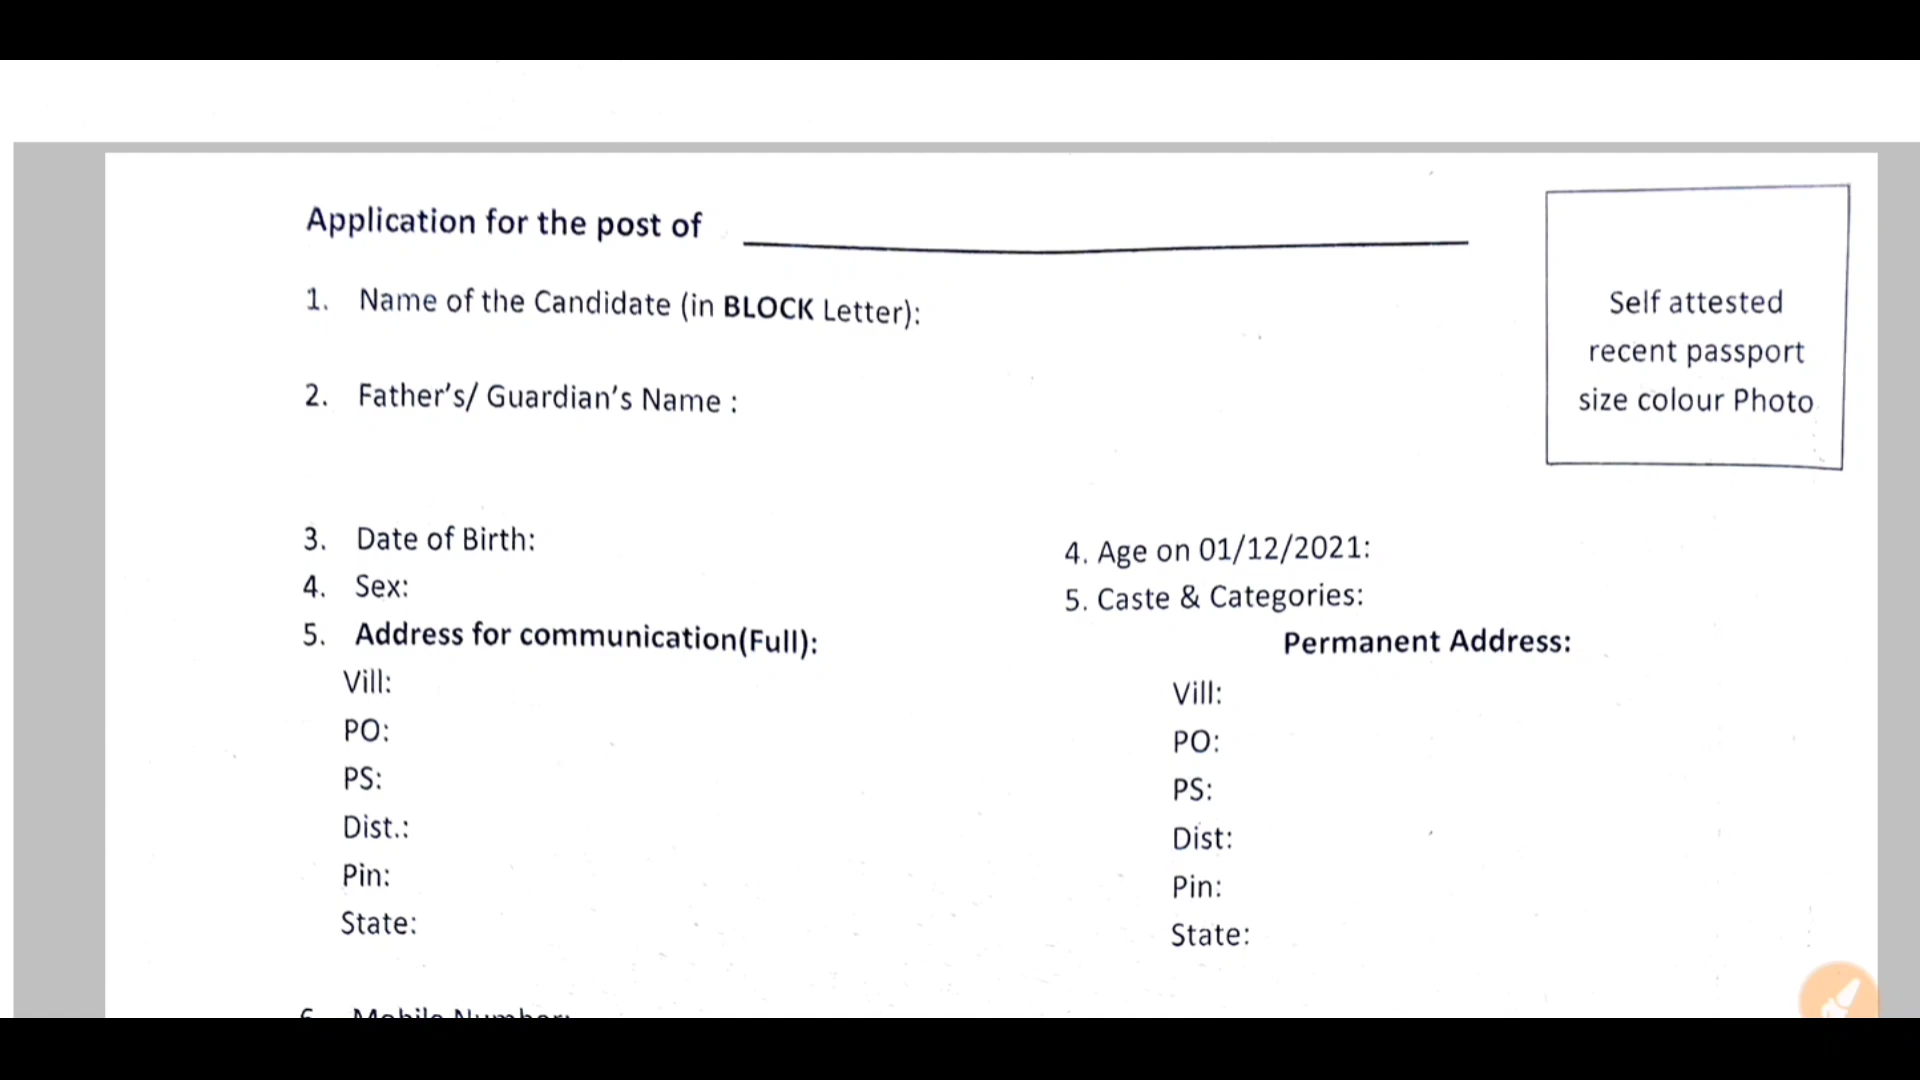 Application for the post of
1. Name of the Candidate (in BLOCK Letter):
2. Father's/ Guardian's Name :
Self attested
recent passport
size colour Photo
3. Date of Birth:
4. Age on 01/12/2021:
4. Sex:
5. Caste & Categories:
5. Address for communication(Full):
Permanent Address:
Vill:
PO:
PS:
Dist.:
Pin:
State:
Vill:
PO:
PS:
Dist:
Pin:
State:
6. Mobile Number: